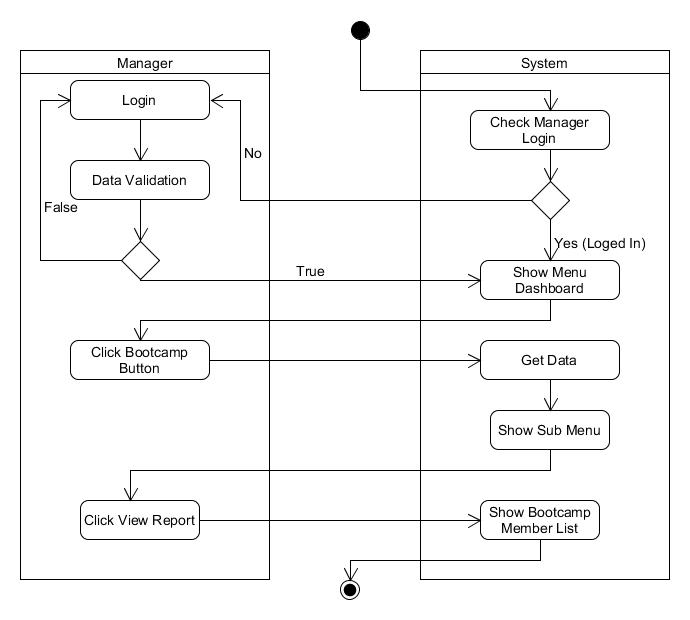 Manager
System
Login
Check Manager
Login
No
Data Validation
False
Yes (Loged In)
True
Show Menu
Dashboard
Click Bootcamp
Button
Get Data
Show Sub Menu
Click View Report
Show Bootcamp
Member List